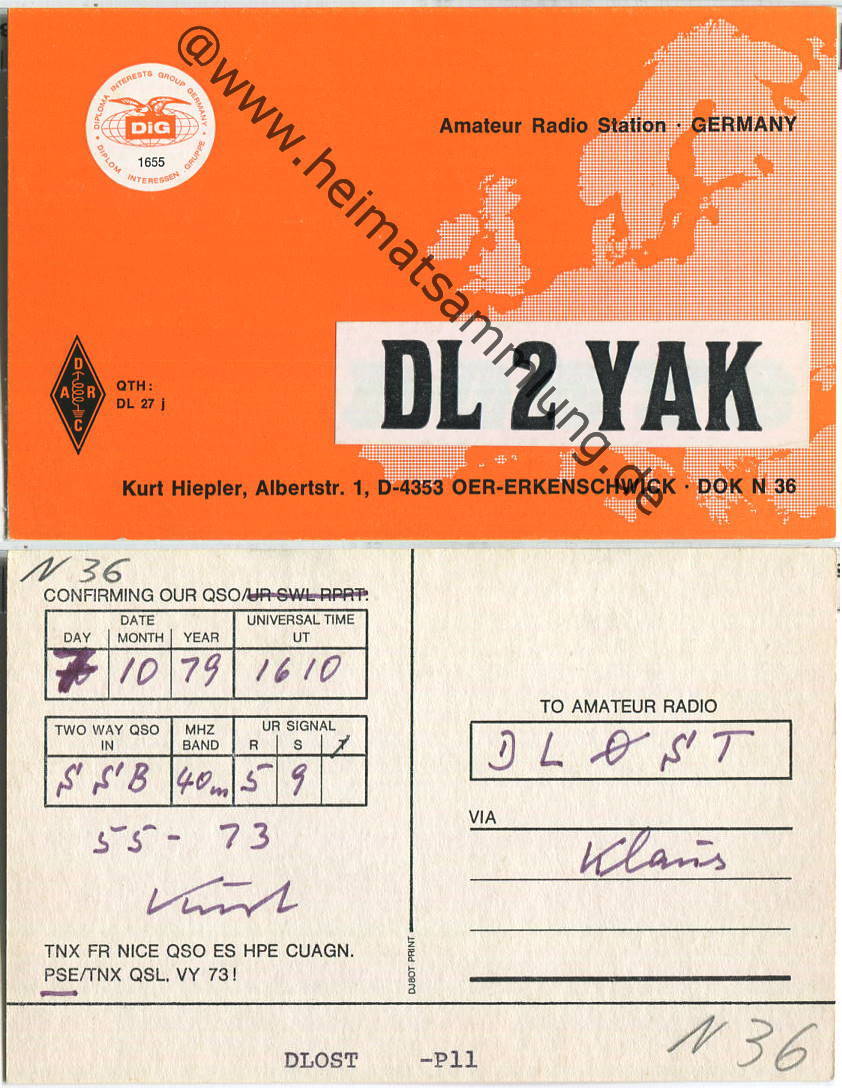 @www.heimatsammlung.de
DIPLOMA INTERESTS GROUP GERMANY
DIG
1655
DIPLOM INTERESSEN GRUPPE
Amateur Radio Station · GERMANY
DL 2 YAK
D
A R
C
QTH:
DL 27 j
Kurt Hiepler, Albertstr. 1, D-4353 OER-ERKENSCHWICK · DOK N 36
N 36
CONFIRMING OUR QSO/UR SWL RPRT:
DATE UNIVERSAL TIME
DAY MONTH YEAR UT
7 10 79 1610
TWO WAY QSO MHZ UR SIGNAL
IN BAND R S T
SSB 40m 5 9
55 - 73
Kurt
TNX FR NICE QSO ES HPE CUAGN.
PSE/TNX QSL. VY 73!
DJ8OT PRINT
TO AMATEUR RADIO
DLØST
VIA
Klaus
DLOST -P11
N 36